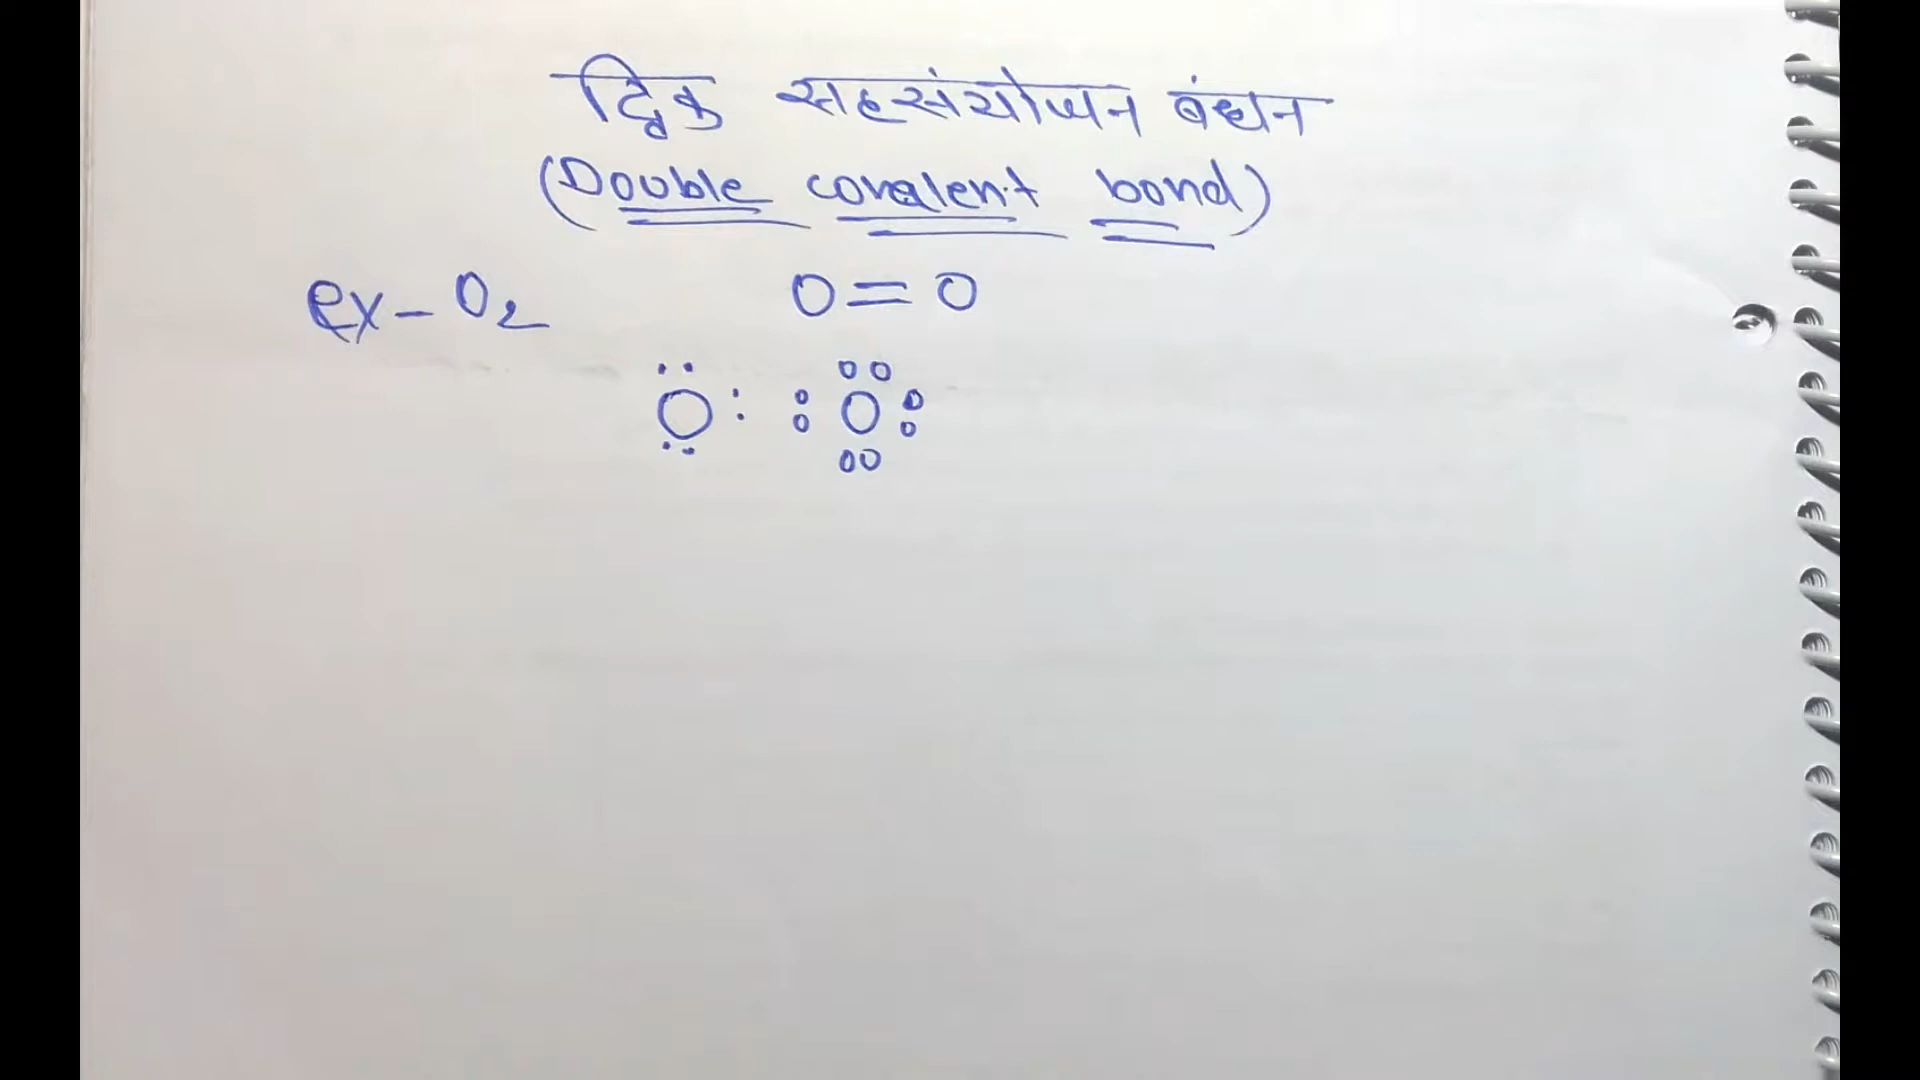 द्विक सहसंयोजन बंधन
(Double covalent bond)
ex- O₂ O=O
O : : O :